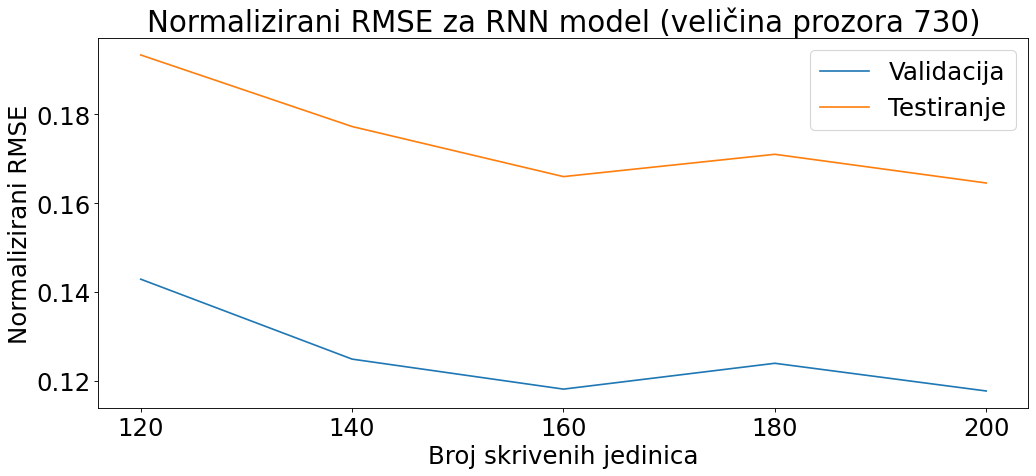 Normalizirani RMSE za RNN model (veličina prozora 730)
Validacija
Testiranje
Normalizirani RMSE
0.18
0.16
0.14
0.12
120 140 160 180 200
Broj skrivenih jedinica